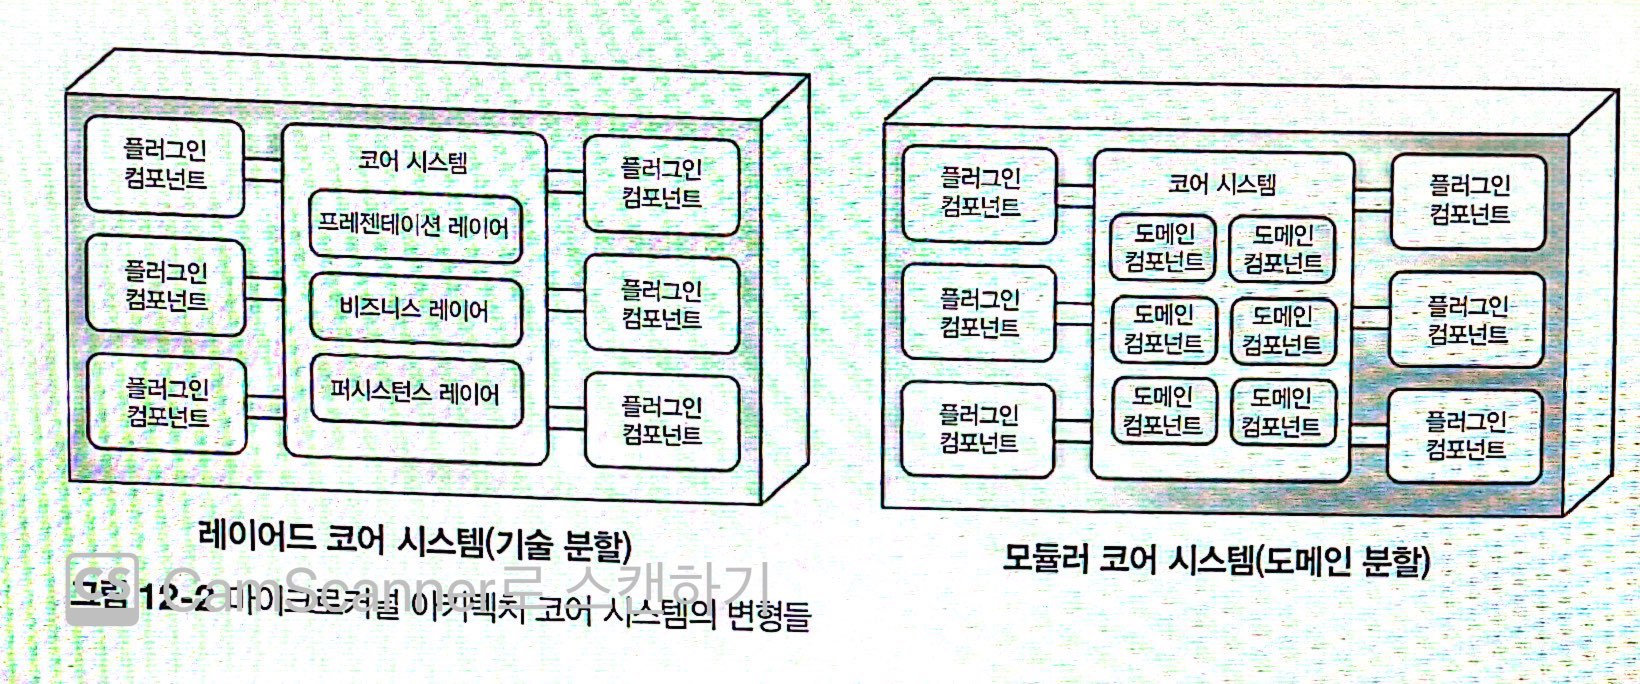 플러그인
컴포넌트
플러그인
컴포넌트
플러그인
컴포넌트
코어 시스템
프레젠테이션 레이어
비즈니스 레이어
퍼시스턴스 레이어
플러그인
컴포넌트
플러그인
컴포넌트
플러그인
컴포넌트
레이어드 코어 시스템(기술 분할)
플러그인
컴포넌트
플러그인
컴포넌트
플러그인
컴포넌트
코어 시스템
도메인
컴포넌트
도메인
컴포넌트
도메인
컴포넌트
도메인
컴포넌트
도메인
컴포넌트
도메인
컴포넌트
플러그인
컴포넌트
플러그인
컴포넌트
플러그인
컴포넌트
모듈러 코어 시스템(도메인 분할)
그림 12-2 마이크로커널 아키텍처 코어 시스템의 변형들
CS CamScanner로 스캔하기